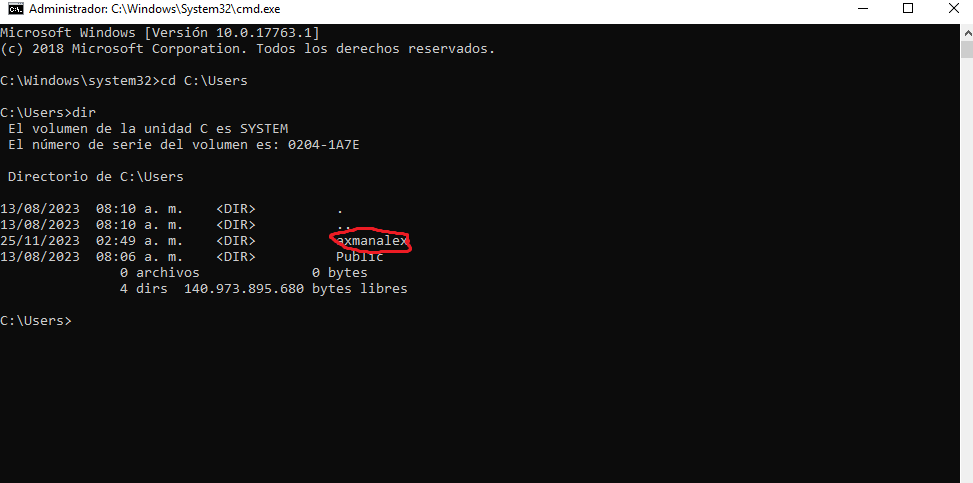 Administrador: C:\Windows\System32\cmd.exe
Microsoft Windows [Versión 10.0.17763.1]
(c) 2018 Microsoft Corporation. Todos los derechos reservados.
C:\Windows\system32>cd C:\Users
C:\Users>dir
El volumen de la unidad C es SYSTEM
El número de serie del volumen es: 0204-1A7E
Directorio de C:\Users
13/08/2023  08:10 a. m.    <DIR>          .
13/08/2023  08:10 a. m.    <DIR>          ..
25/11/2023  02:49 a. m.    <DIR>          axmanalex
13/08/2023  08:06 a. m.    <DIR>          Public
0 archivos              0 bytes
4 dirs  140.973.895.680 bytes libres
C:\Users>